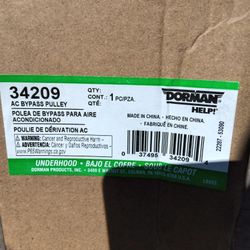 34209
AC BYPASS PULLEY
QTY:
CONT.: 1 PC/PZA.
QTÉ:
DORMAN®
HELP!®
POLEA DE BYPASS PARA AIRE
ACONDICIONADO
POULIE DE DÉRIVATION AC
MADE IN CHINA. • HECHO EN CHINA.
• FABRIQUÉ EN CHINE.
WARNING: Cancer and Reproductive Harm -
ADVERTENCIA: Cáncer y Daños Reproductivos -
www.P65Warnings.ca.gov
0 37495 34209 4
22287-53090
UNDERHOOD • BAJO EL COFRE • SOUS LE CAPOT
DORMAN PRODUCTS, INC.